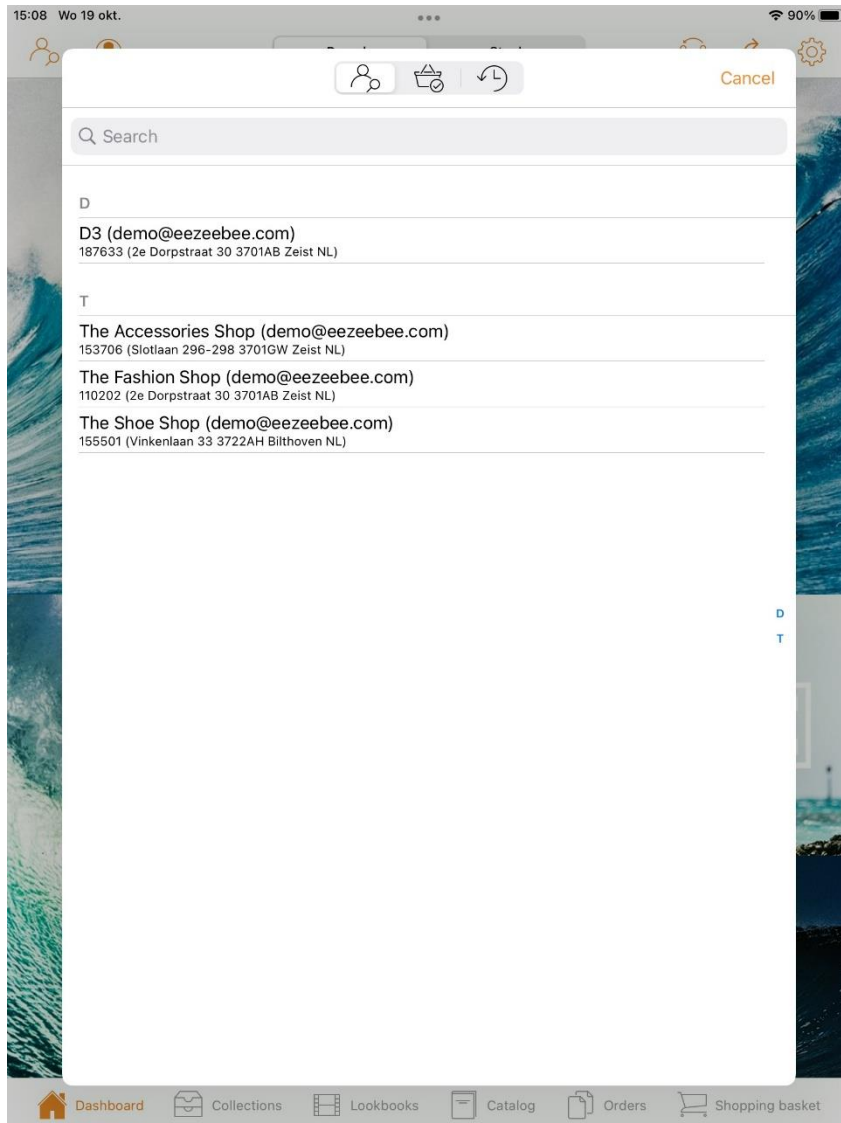 15:08 Wo 19 okt.
90%
Cancel
Search
D
D3 (demo@eezeebee.com)
187633 (2e Dorpstraat 30 3701AB Zeist NL)
T
The Accessories Shop (demo@eezeebee.com)
153706 (Slotlaan 296-298 3701GW Zeist NL)
The Fashion Shop (demo@eezeebee.com)
110202 (2e Dorpstraat 30 3701AB Zeist NL)
The Shoe Shop (demo@eezeebee.com)
155501 (Vinkenlaan 33 3722AH Bilthoven NL)
D
T
Dashboard Collections Lookbooks Catalog Orders Shopping basket